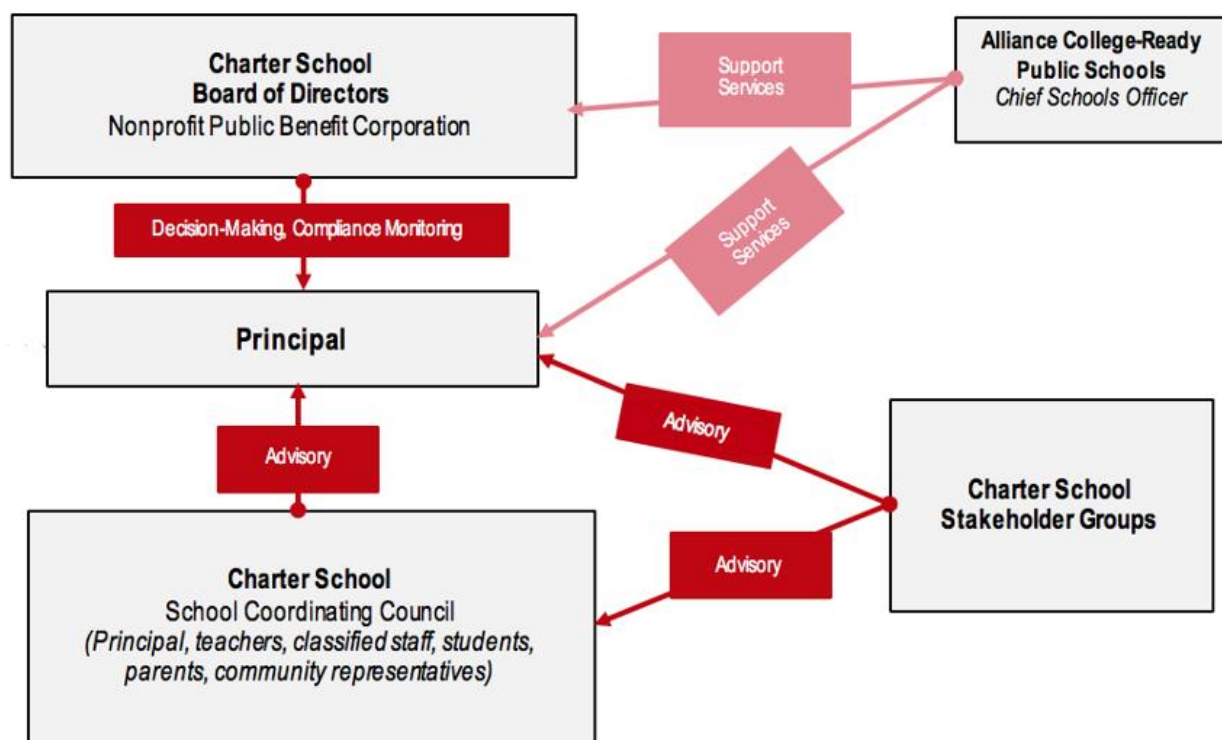 Charter School
Board of Directors
Nonprofit Public Benefit Corporation
Support
Services
Alliance College-Ready
Public Schools
Chief Schools Officer
Decision-Making, Compliance Monitoring
Support
Services
Principal
Advisory
Advisory
Charter School
Stakeholder Groups
Advisory
Charter School
School Coordinating Council
(Principal, teachers, classified staff, students,
parents, community representatives)